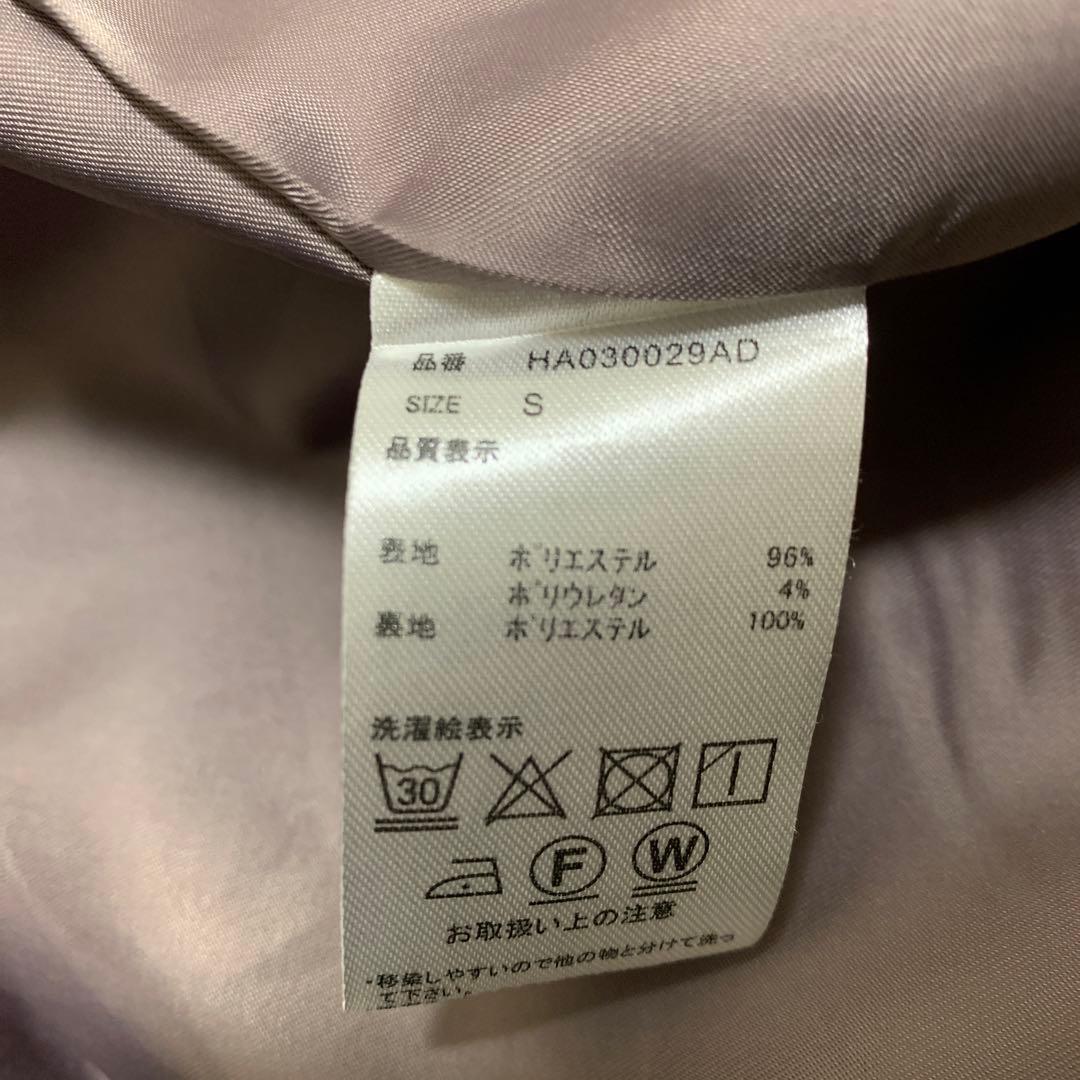 品番 HA030029AD
SIZE S
品質表示
表地 ポリエステル 96%
ポリウレタン 4%
裏地 ポリエステル 100%
洗濯絵表示
30
F W
お取扱い上の注意
・移染しやすいので他の物と分けて洗っ
て下さい。